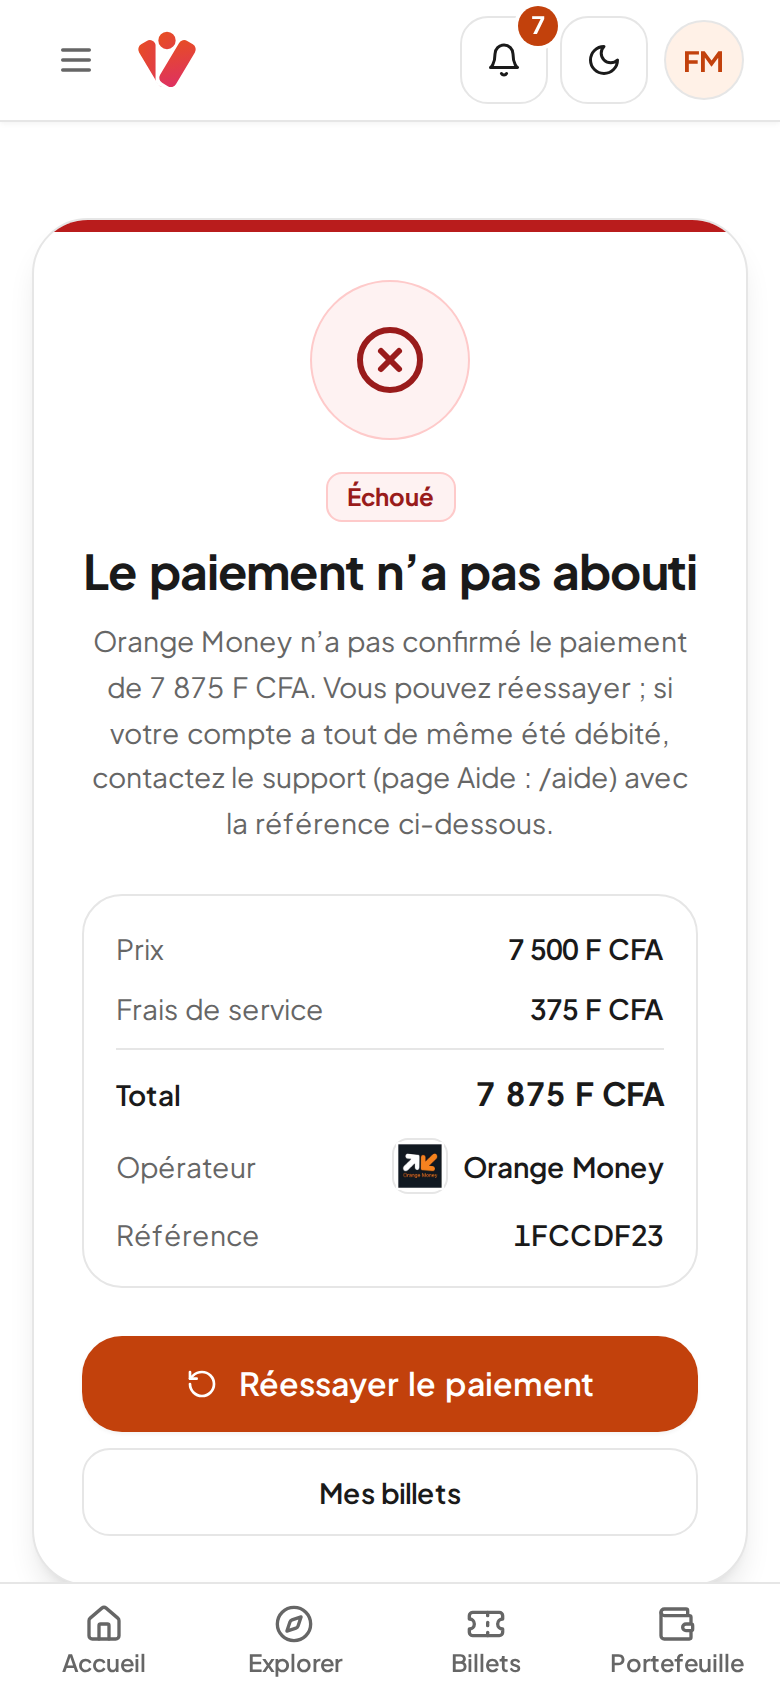 7
FM
Échoué
Le paiement n’a pas abouti
Orange Money n’a pas confirmé le paiement
de 7 875 F CFA. Vous pouvez réessayer ; si
votre compte a tout de même été débité,
contactez le support (page Aide : /aide) avec
la référence ci-dessous.
Prix 7 500 F CFA
Frais de service 375 F CFA
Total 7 875 F CFA
Opérateur Orange Money Orange Money
Référence 1FCCDF23
Réessayer le paiement
Mes billets
Accueil Explorer Billets Portefeuille